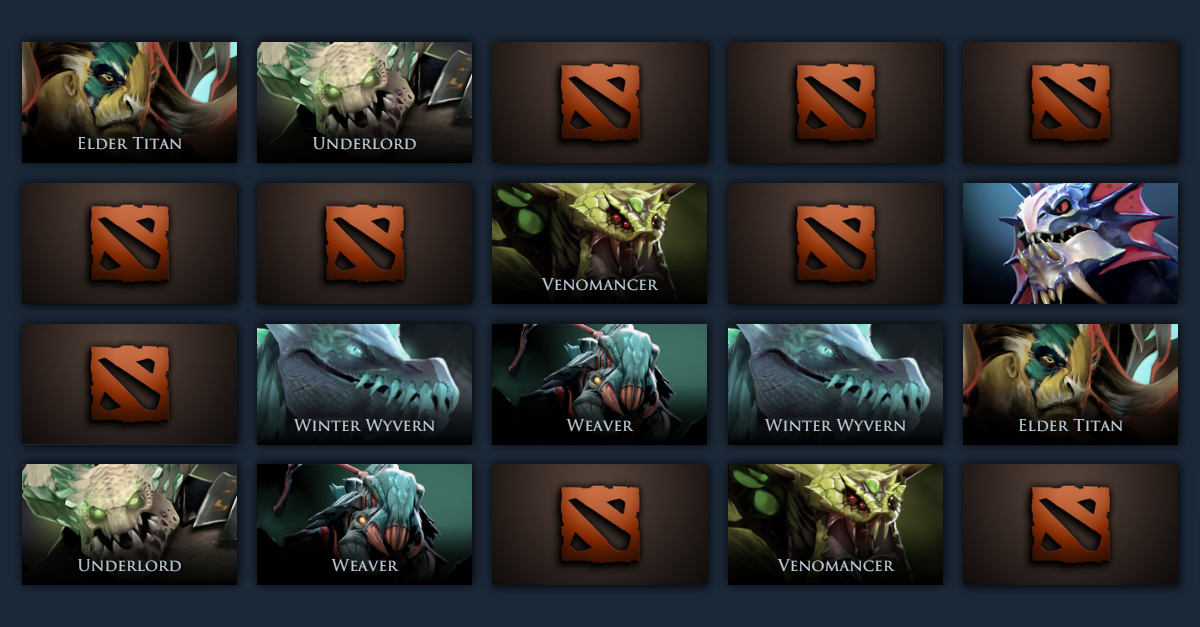 Elder Titan
Underlord
Venomancer
Winter Wyvern
Weaver
Winter Wyvern
Elder Titan
Underlord
Weaver
Venomancer